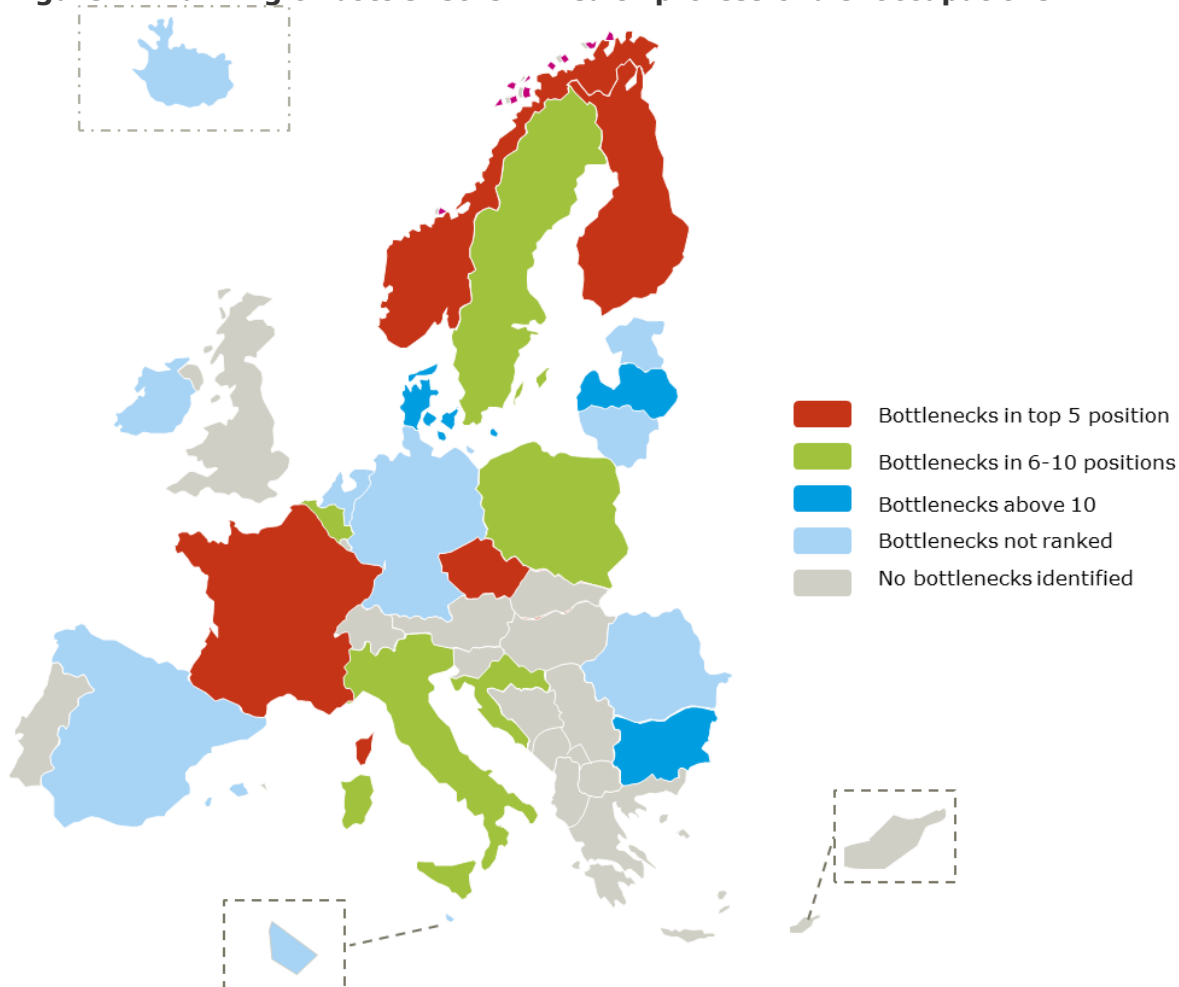 Bottlenecks in top 5 position
Bottlenecks in 6-10 positions
Bottlenecks above 10
Bottlenecks not ranked
No bottlenecks identified